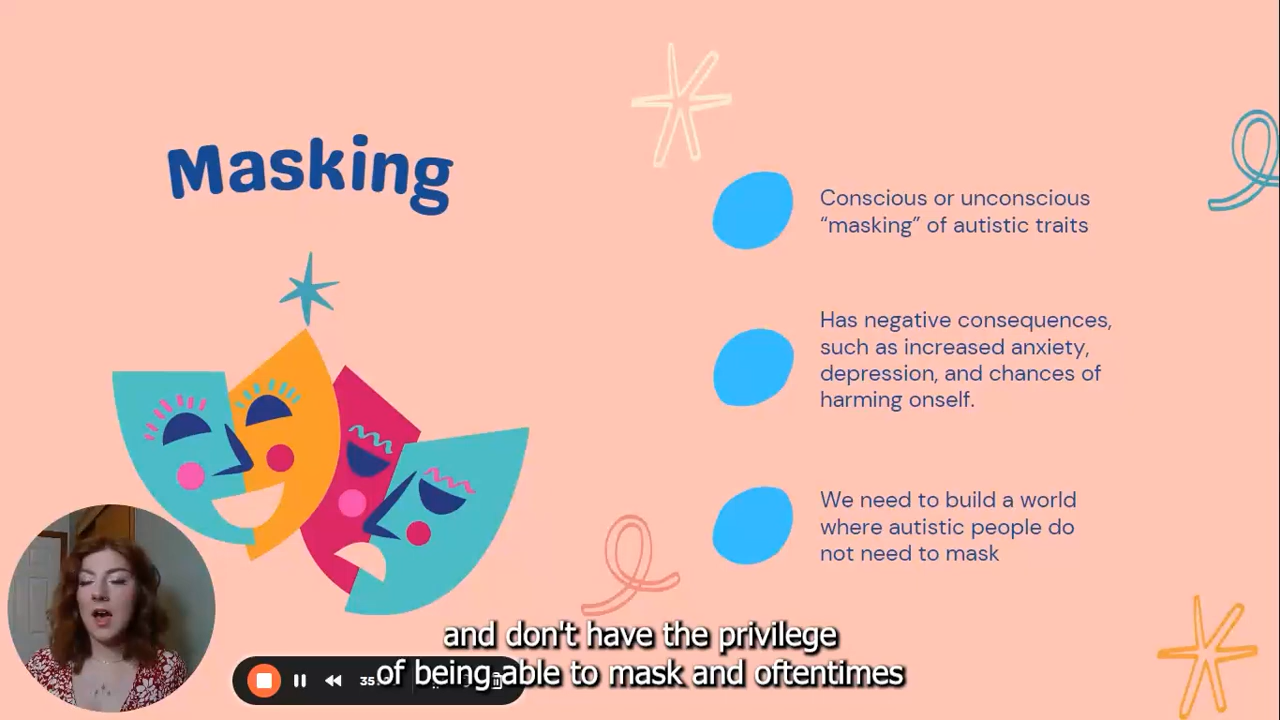 Masking
Conscious or unconscious
“masking” of autistic traits
Has negative consequences,
such as increased anxiety,
depression, and chances of
harming onself.
We need to build a world
where autistic people do
not need to mask
and don't have the privilege
of being able to mask and oftentimes